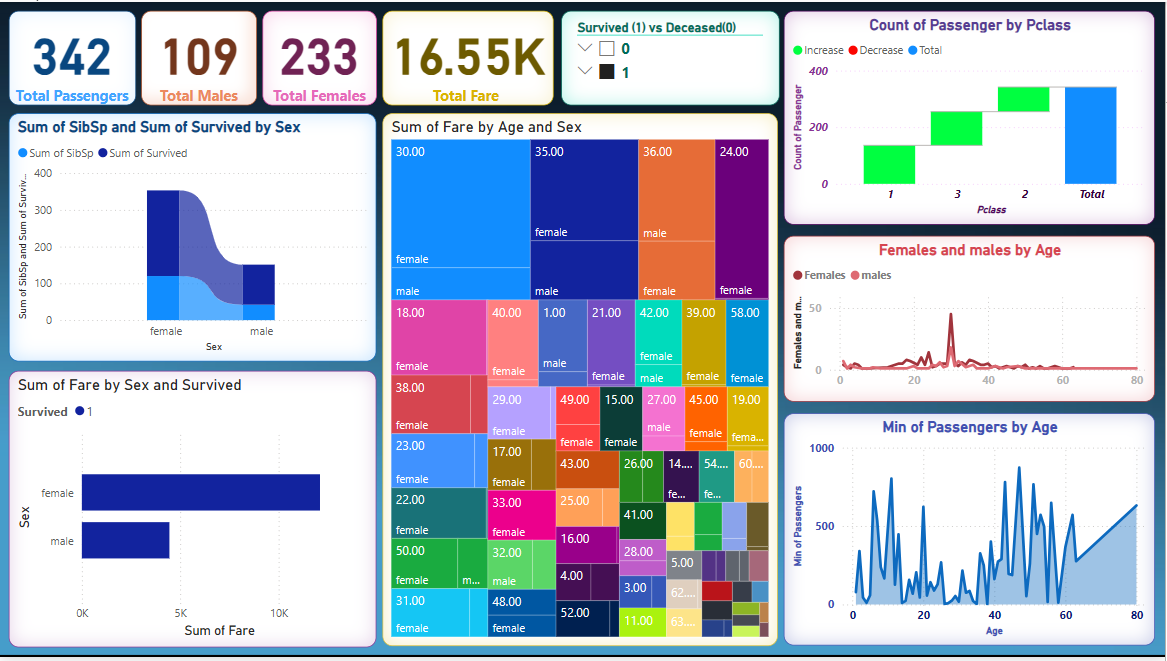 342
Total Passengers
109
Total Males
233
Total Females
16.55K
Total Fare
Survived (1) vs Deceased(0)
0
1
Sum of SibSp and Sum of Survived by Sex
Sum of SibSp Sum of Survived
Sum of SibSp and Sum of Surviv...
400
300
200
100
0
female male
Sex
Sum of Fare by Sex and Survived
Survived 1
Sex
female
male
0K 5K 10K
Sum of Fare
Sum of Fare by Age and Sex
30.00 35.00 36.00 24.00
female male
female female
male male female female
18.00 40.00 1.00 21.00 42.00 39.00 58.00
female male
female female female male female female
38.00 29.00 49.00 15.00 27.00 45.00 19.00
male
female female female female female fema...
23.00 17.00 43.00 26.00 14.... 54.... 60....
female female fe... fe...
22.00 33.00 25.00 41.00
female female
16.00
50.00 32.00 28.00 5.00
female m... male
4.00 3.00 62....
31.00 48.00 52.00 11.00 63....
female female
Count of Passenger by Pclass
Increase Decrease Total
Count of Passenger
400
200
0
1 3 2 Total
Pclass
Females and males by Age
Females males
Females and m...
50
0
0 20 40 60 80
Min of Passengers by Age
Min of Passengers
1000
500
0
0 20 40 60 80
Age